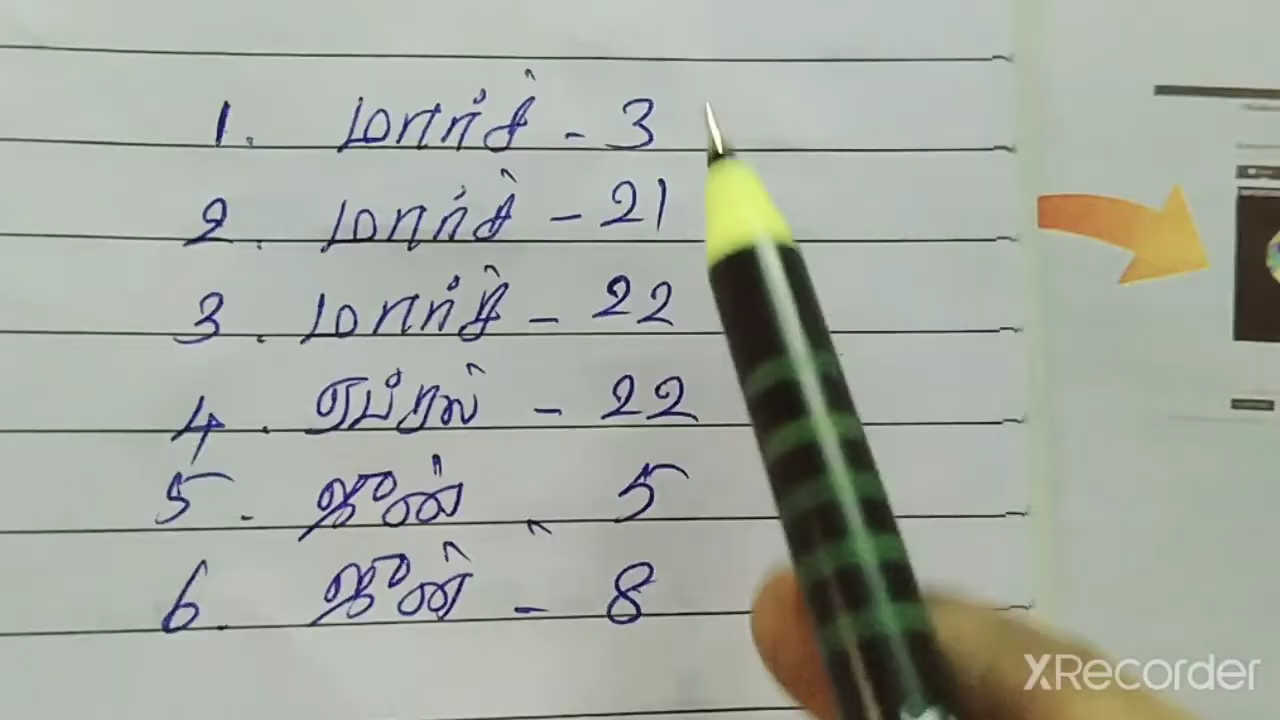 1. மார்ச் - 3
2. மார்ச் - 21
3. மார்ச் - 22
4. ஏப்ரல் - 22
5. ஜூன் - 5
6. ஜூன் - 8
XRecorder